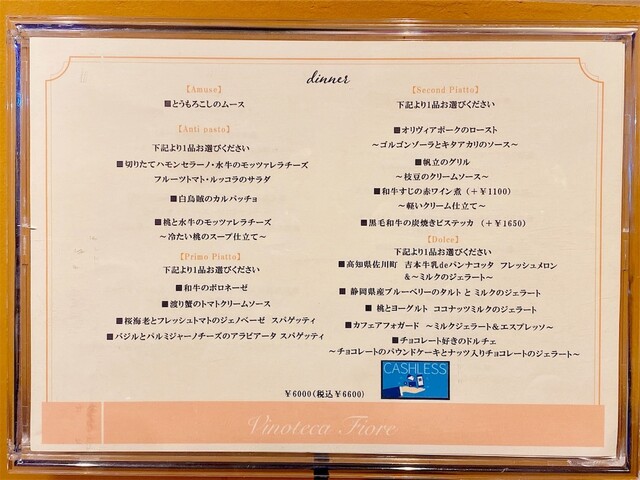 dinner
【Amuse】
■とうもろこしのムース
【Anti pasto】
下記より1品お選びください
■切りたてハモンセラーノ・水牛のモッツァレラチーズ
フルーツトマト・ルッコラのサラダ
■白烏賊のカルパッチョ
■桃と水牛のモッツァレラチーズ
～冷たい桃のスープ仕立て～
【Primo Piatto】
下記より1品お選びください
■和牛のボロネーゼ
■渡り蟹のトマトクリームソース
■桜海老とフレッシュトマトのジェノベーゼ スパゲッティ
■バジルとパルミジャーノチーズのアラビアータ スパゲッティ
【Second Piatto】
下記より1品お選びください
■オリヴィアポークのロースト
～ゴルゴンゾーラとキタアカリのソース～
■帆立のグリル
～枝豆のクリームソース～
■和牛すじの赤ワイン煮（＋￥1100）
～軽いクリーム仕立て～
■黒毛和牛の炭焼きビステッカ（＋￥1650）
【Dolce】
下記より1品お選びください
■高知県佐川町 吉本牛乳deパンナコッタ フレッシュメロン
&～ミルクのジェラート～
■ 静岡県産ブルーベリーのタルト と ミルクのジェラート
■ 桃とヨーグルト ココナッツミルクのジェラート
■カフェアフォガード ～ミルクジェラート&エスプレッソ～
■チョコレート好きのドルチェ
～チョコレートのパウンドケーキとナッツ入りチョコレートのジェラート～
CASHLESS
￥6000(税込￥6600)
Vinoteca Fiore